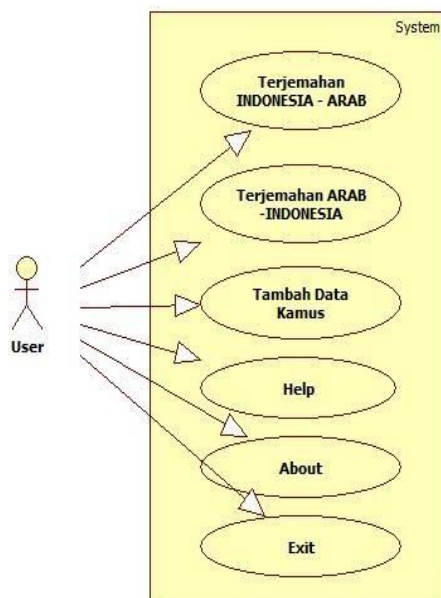 System
Terjemahan
INDONESIA - ARAB
Terjemahan ARAB
-INDONESIA
Tambah Data
Kamus
User
Help
About
Exit